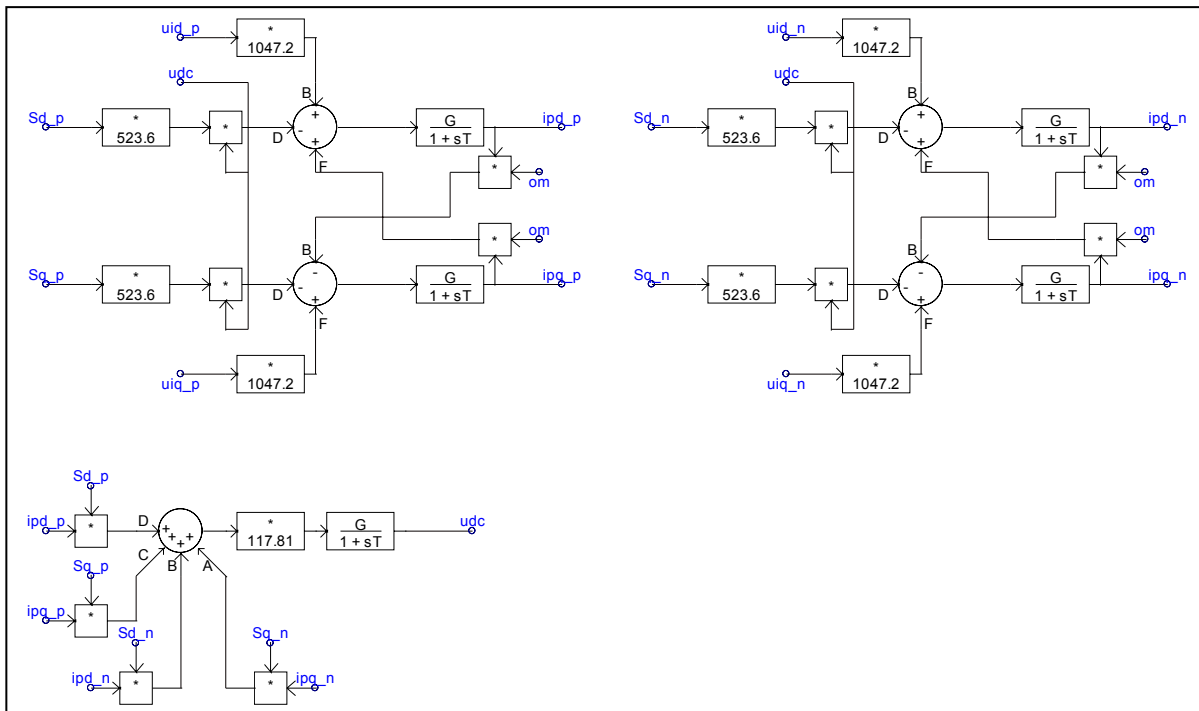 uid_p
*
1047.2
udc
B
+
Sd_p
*
523.6
*
D
-
+
F
G
1 + sT
ipd_p
*
om
om
*
B
-
Sq_p
*
523.6
*
D
-
+
F
G
1 + sT
ipq_p
uiq_p
*
1047.2
uid_n
*
1047.2
udc
B
+
Sd_n
*
523.6
*
D
-
+
F
G
1 + sT
ipd_n
*
om
om
*
B
-
Sq_n
*
523.6
*
D
-
+
F
G
1 + sT
ipq_n
uiq_n
*
1047.2
Sd_p
ipd_p
*
D
+
+
+
+
C
B
A
*
117.81
G
1 + sT
udc
Sq_p
ipq_p
*
Sd_n
ipd_n
*
Sq_n
*
ipq_n